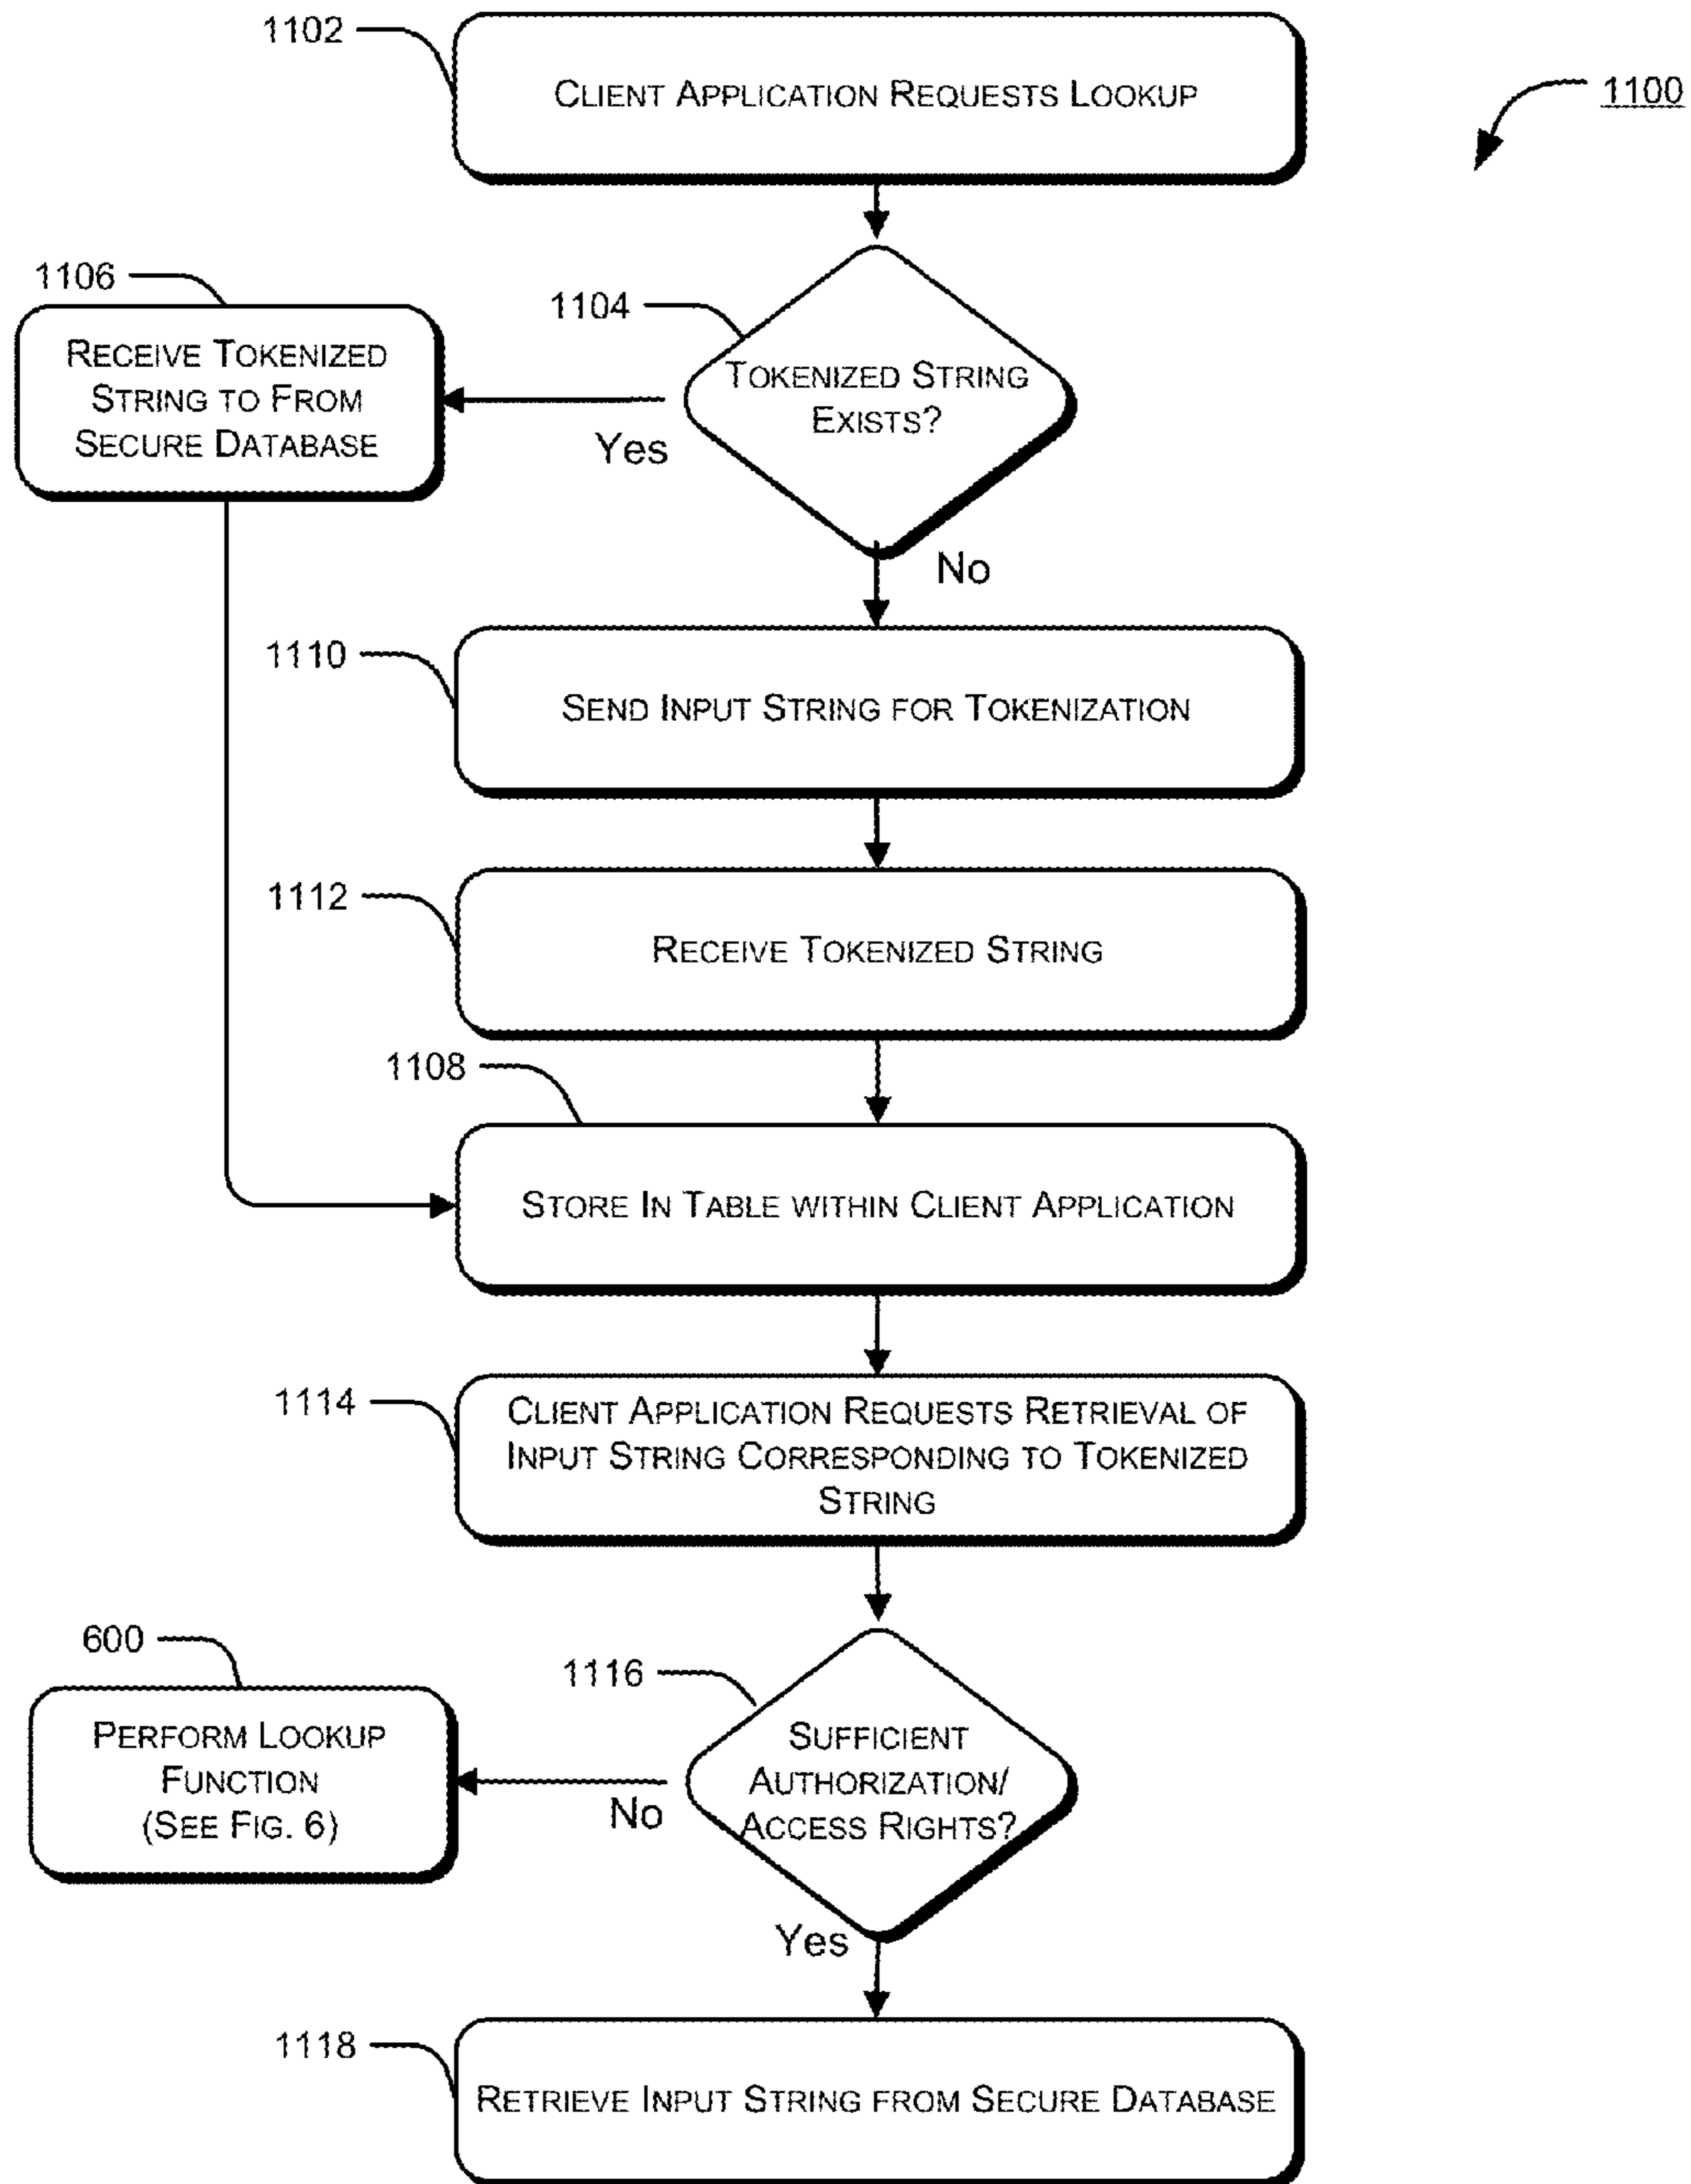 1102
CLIENT APPLICATION REQUESTS LOOKUP
1100
1106
RECEIVE TOKENIZED
STRING TO FROM
SECURE DATABASE
1104
TOKENIZED STRING
EXISTS?
Yes
No
1110
SEND INPUT STRING FOR TOKENIZATION
1112
RECEIVE TOKENIZED STRING
1108
STORE IN TABLE WITHIN CLIENT APPLICATION
1114
CLIENT APPLICATION REQUESTS RETRIEVAL OF
INPUT STRING CORRESPONDING TO TOKENIZED
STRING
600
PERFORM LOOKUP
FUNCTION
(SEE FIG. 6)
1116
SUFFICIENT
AUTHORIZATION/
ACCESS RIGHTS?
No
Yes
1118
RETRIEVE INPUT STRING FROM SECURE DATABASE